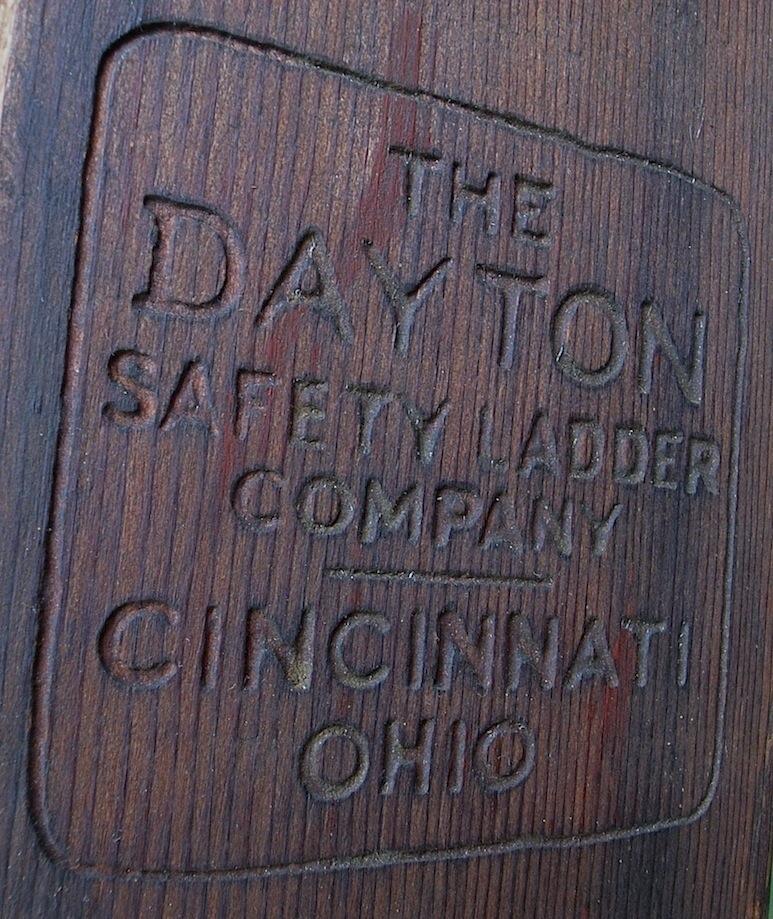 THE
DAYTON
SAFETY LADDER
COMPANY
CINCINNATI
OHIO